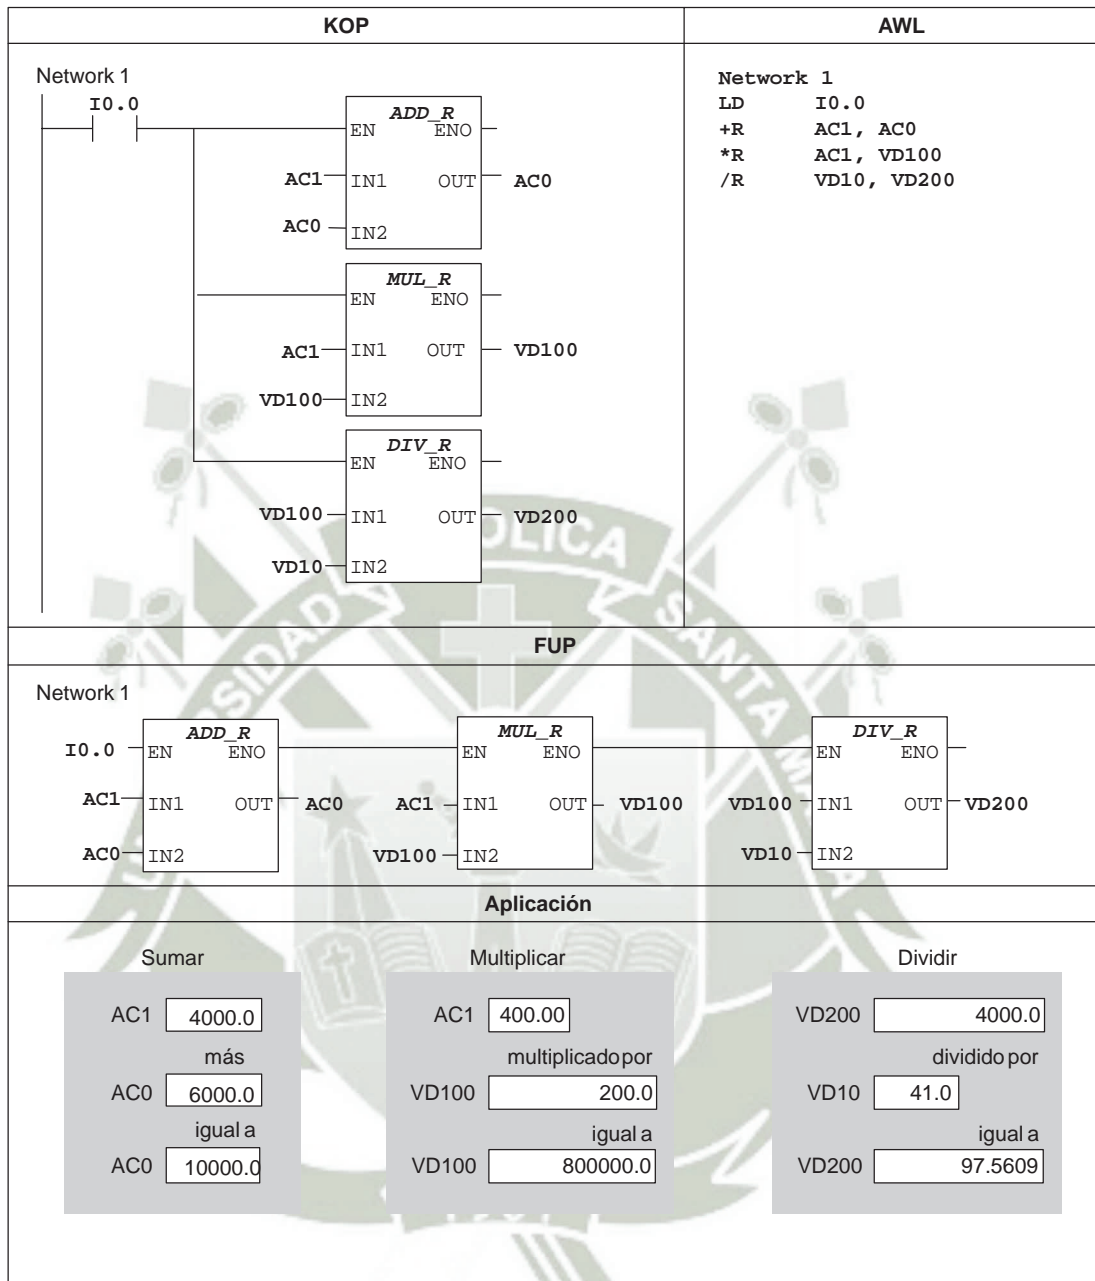 KOP
AWL
Network 1
I0.0
ADD_R
EN ENO
AC1 IN1 OUT AC0
AC0 IN2
MUL_R
EN ENO
AC1 IN1 OUT VD100
VD100 IN2
DIV_R
EN ENO
VD100 IN1 OUT VD200
VD10 IN2
Network 1
LD I0.0
+R AC1, AC0
*R AC1, VD100
/R VD10, VD200
FUP
Network 1
ADD_R MUL_R DIV_R
I0.0 EN ENO EN ENO EN ENO
AC1 IN1 OUT AC0 AC1 IN1 OUT VD100 VD100 IN1 OUT VD200
AC0 IN2 VD100 IN2 VD10 IN2
Aplicación
Sumar
AC1 4000.0
más
AC0 6000.0
igual a
AC0 10000.0
Multiplicar
AC1 400.00
multiplicado por
VD100 200.0
igual a
VD100 800000.0
Dividir
VD200 4000.0
dividido por
VD10 41.0
igual a
VD200 97.5609
SANTA